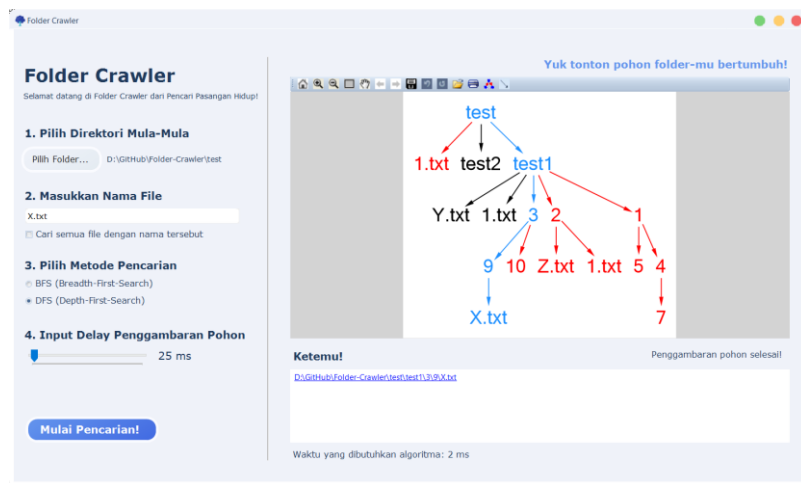 Folder Crawler
Folder Crawler
Selamat datang di Folder Crawler dari Pencari Pasangan Hidup!
1. Pilih Direktori Mula-Mula
Pilih Folder... D:\GitHub\Folder-Crawler\test
2. Masukkan Nama File
X.txt
Cari semua file dengan nama tersebut
3. Pilih Metode Pencarian
BFS (Breadth-First-Search)
DFS (Depth-First-Search)
4. Input Delay Penggambaran Pohon
25 ms
Mulai Pencarian!
Yuk tonton pohon folder-mu bertumbuh!
test
1.txt test2 test1
Y.txt 1.txt 3 2 1
9 10 Z.txt 1.txt 5 4
X.txt 7
Ketemu! Penggambaran pohon selesai!
D:\GitHub\Folder-Crawler\test\test1\3\9\X.txt
Waktu yang dibutuhkan algoritma: 2 ms